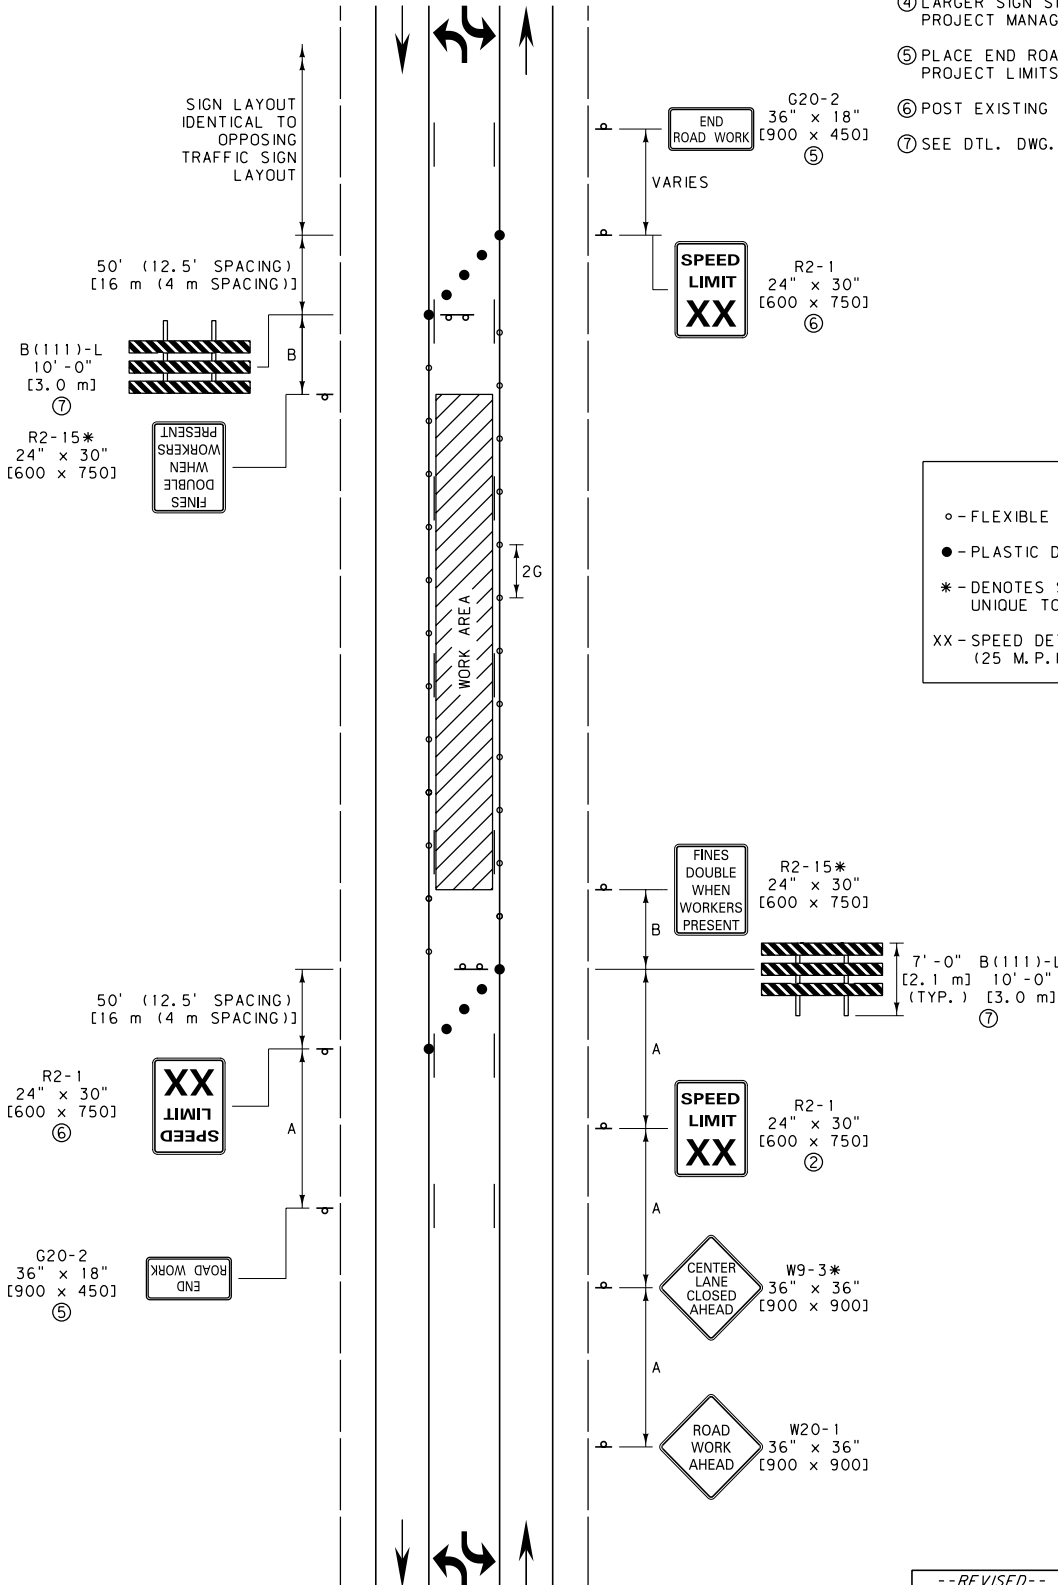 ④ LARGER SIGN S
PROJECT MANAG
⑤ PLACE END ROA
PROJECT LIMITS
⑥ POST EXISTING
⑦ SEE DTL. DWG.
SIGN LAYOUT
IDENTICAL TO
OPPOSING
TRAFFIC SIGN
LAYOUT
END
ROAD WORK
G20-2
36" x 18"
[900 x 450]
⑤
VARIES
50' (12.5' SPACING)
[16 m (4 m SPACING)]
SPEED
LIMIT
XX
R2-1
24" x 30"
[600 x 750]
⑥
B(111)-L
10'-0"
[3.0 m]
⑦
B
R2-15*
24" x 30"
[600 x 750]
FINES
DOUBLE
WHEN
WORKERS
PRESENT
○ - FLEXIBLE
● - PLASTIC D
* - DENOTES S
UNIQUE TO
XX - SPEED DE
(25 M.P.
2G
WORK AREA
FINES
DOUBLE
WHEN
WORKERS
PRESENT
R2-15*
24" x 30"
[600 x 750]
B
7'-0"
[2.1 m]
(TYP.)
B(111)-L
10'-0"
[3.0 m]
⑦
50' (12.5' SPACING)
[16 m (4 m SPACING)]
A
R2-1
24" x 30"
[600 x 750]
⑥
SPEED
LIMIT
XX
A
SPEED
LIMIT
XX
R2-1
24" x 30"
[600 x 750]
②
A
G20-2
36" x 18"
[900 x 450]
⑤
END
ROAD WORK
CENTER
LANE
CLOSED
AHEAD
W9-3*
36" x 36"
[900 x 900]
A
ROAD
WORK
AHEAD
W20-1
36" x 36"
[900 x 900]
--REVISED--